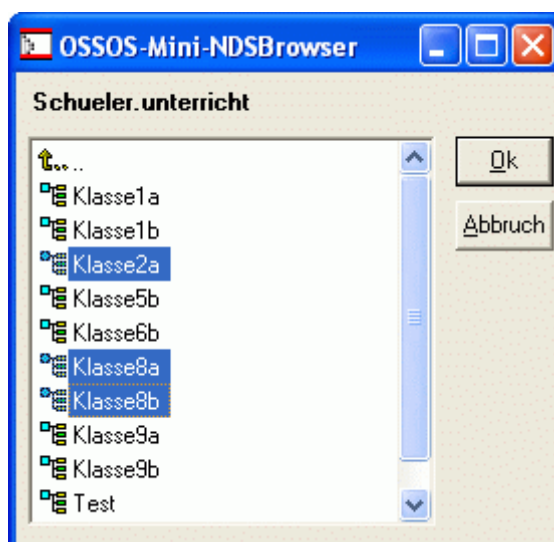 OSSOS-Mini-NDSBrowser
Schueler.unterricht
..
Klasse1a
Klasse1b
Klasse2a
Klasse5b
Klasse6b
Klasse8a
Klasse8b
Klasse9a
Klasse9b
Test
Ok
Abbruch